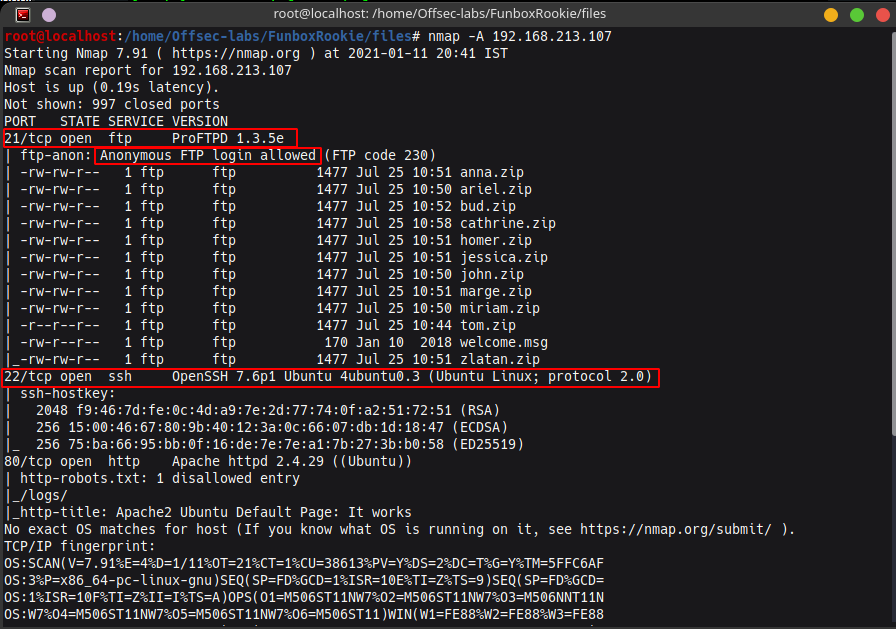 root@localhost: /home/Offsec-labs/FunboxRookie/files
root@localhost:/home/Offsec-labs/FunboxRookie/files# nmap -A 192.168.213.107
Starting Nmap 7.91 ( https://nmap.org ) at 2021-01-11 20:41 IST
Nmap scan report for 192.168.213.107
Host is up (0.19s latency).
Not shown: 997 closed ports
PORT   STATE SERVICE VERSION
21/tcp open  ftp     ProFTPD 1.3.5e
| ftp-anon: Anonymous FTP login allowed (FTP code 230)
| -rw-rw-r--   1 ftp      ftp          1477 Jul 25 10:51 anna.zip
| -rw-rw-r--   1 ftp      ftp          1477 Jul 25 10:50 ariel.zip
| -rw-rw-r--   1 ftp      ftp          1477 Jul 25 10:52 bud.zip
| -rw-rw-r--   1 ftp      ftp          1477 Jul 25 10:58 cathrine.zip
| -rw-rw-r--   1 ftp      ftp          1477 Jul 25 10:51 homer.zip
| -rw-rw-r--   1 ftp      ftp          1477 Jul 25 10:51 jessica.zip
| -rw-rw-r--   1 ftp      ftp          1477 Jul 25 10:50 john.zip
| -rw-rw-r--   1 ftp      ftp          1477 Jul 25 10:51 marge.zip
| -rw-rw-r--   1 ftp      ftp          1477 Jul 25 10:50 miriam.zip
| -r--r--r--   1 ftp      ftp          1477 Jul 25 10:44 tom.zip
| -rw-rw-r--   1 ftp      ftp           170 Jan 10  2018 welcome.msg
|_-rw-rw-r--   1 ftp      ftp          1477 Jul 25 10:51 zlatan.zip
22/tcp open  ssh     OpenSSH 7.6p1 Ubuntu 4ubuntu0.3 (Ubuntu Linux; protocol 2.0)
| ssh-hostkey:
|   2048 f9:46:7d:fe:0c:4d:a9:7e:2d:77:74:0f:a2:51:72:51 (RSA)
|   256 15:00:46:67:80:9b:40:12:3a:0c:66:07:db:1d:18:47 (ECDSA)
|_  256 75:ba:66:95:bb:0f:16:de:7e:7e:a1:7b:27:3b:b0:58 (ED25519)
80/tcp open  http    Apache httpd 2.4.29 ((Ubuntu))
| http-robots.txt: 1 disallowed entry
|_/logs/
|_http-title: Apache2 Ubuntu Default Page: It works
No exact OS matches for host (If you know what OS is running on it, see https://nmap.org/submit/ ).
TCP/IP fingerprint:
OS:SCAN(V=7.91%E=4%D=1/11%OT=21%CT=1%CU=38613%PV=Y%DS=2%DC=T%G=Y%TM=5FFC6AF
OS:3%P=x86_64-pc-linux-gnu)SEQ(SP=FD%GCD=1%ISR=10E%TI=Z%TS=9)SEQ(SP=FD%GCD=
OS:1%ISR=10F%TI=Z%II=I%TS=A)OPS(O1=M506ST11NW7%O2=M506ST11NW7%O3=M506NNT11N
OS:W7%O4=M506ST11NW7%O5=M506ST11NW7%O6=M506ST11)WIN(W1=FE88%W2=FE88%W3=FE88